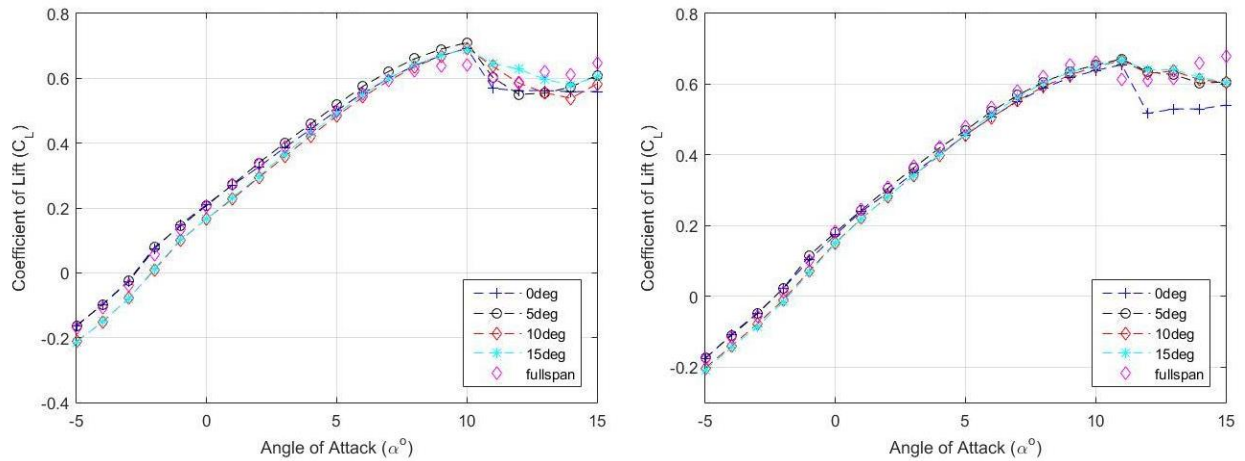 0.8
0.6
0.4
0.2
0
-0.2
-0.4
Coefficient of Lift (C_L)
-5
0
5
10
15
Angle of Attack (α°)
0deg
5deg
10deg
15deg
fullspan
0.8
0.6
0.4
0.2
0
-0.2
Coefficient of Lift (C_L)
-5
0
5
10
15
Angle of Attack (α°)
0deg
5deg
10deg
15deg
fullspan